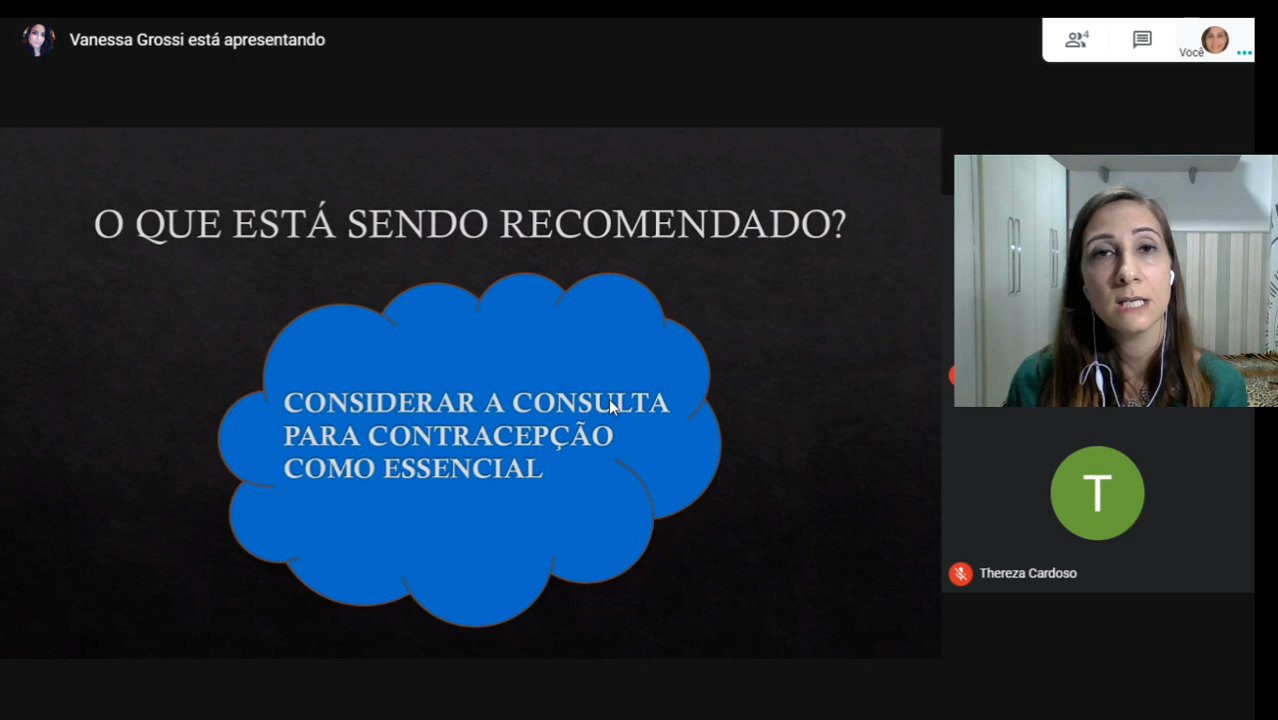 Vanessa Grossi está apresentando
4
Você
O QUE ESTÁ SENDO RECOMENDADO?
CONSIDERAR A CONSULTA
PARA CONTRACEPÇÃO
COMO ESSENCIAL
T
Thereza Cardoso